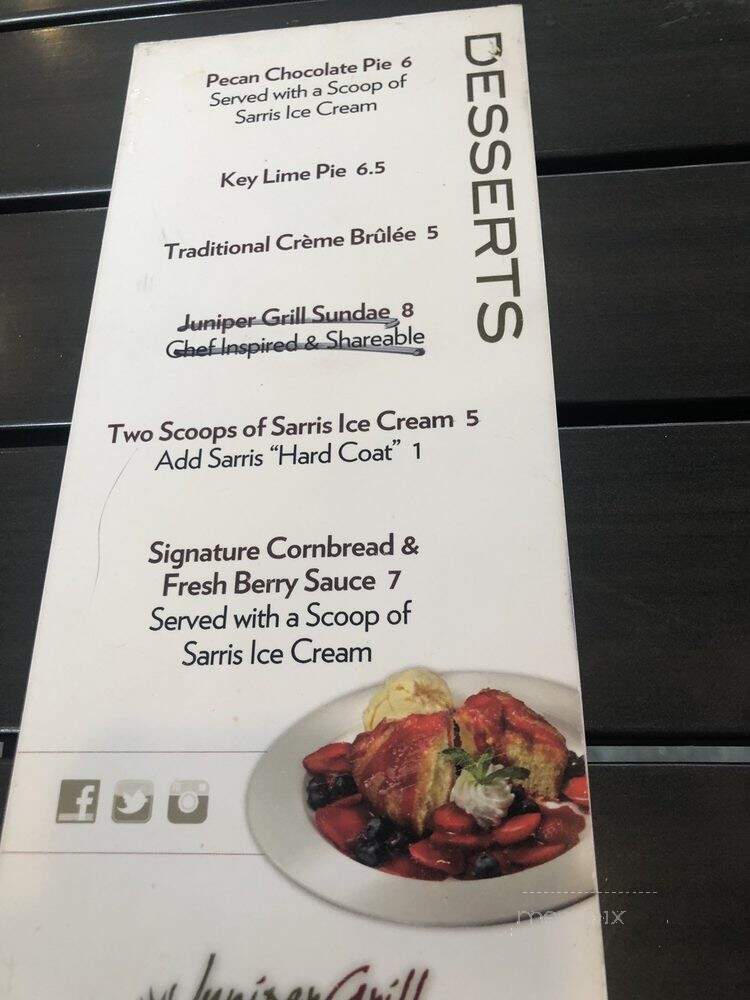 DESSERTS
Pecan Chocolate Pie 6
Served with a Scoop of
Sarris Ice Cream
Key Lime Pie 6.5
Traditional Crème Brûlée 5
Juniper Grill Sundae 8
Chef Inspired & Shareable
Two Scoops of Sarris Ice Cream 5
Add Sarris "Hard Coat" 1
Signature Cornbread &
Fresh Berry Sauce 7
Served with a Scoop of
Sarris Ice Cream
f
Juniper Grill